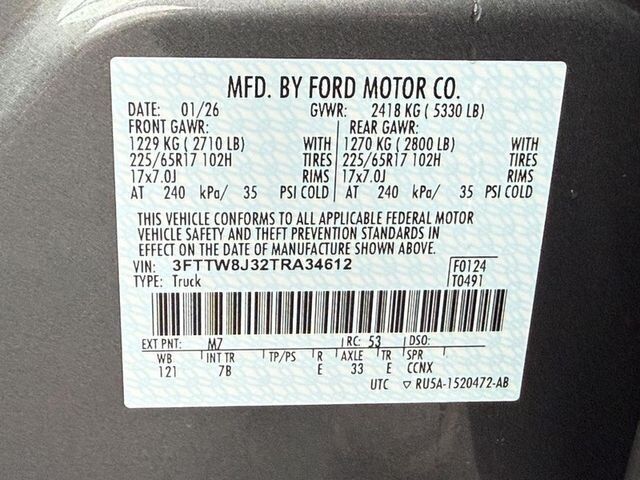 MFD. BY FORD MOTOR CO.
DATE: 01/26 GVWR: 2418 KG ( 5330 LB)
FRONT GAWR: REAR GAWR:
1229 KG ( 2710 LB) WITH 1270 KG ( 2800 LB) WITH
225/65R17 102H TIRES 225/65R17 102H TIRES
17x7.0J RIMS 17x7.0J RIMS
AT 240 kPa/ 35 PSI COLD AT 240 kPa/ 35 PSI COLD
THIS VEHICLE CONFORMS TO ALL APPLICABLE FEDERAL MOTOR
VEHICLE SAFETY AND THEFT PREVENTION STANDARDS IN
EFFECT ON THE DATE OF MANUFACTURE SHOWN ABOVE.
VIN: 3FTTW8J32TRA34612 F0124
TYPE: Truck T0491
EXT PNT: M7 RC: 53 DSO:
WB INT TR TP/PS R AXLE TR SPR
121 7B E 33 E CCNX
UTC RU5A-1520472-AB